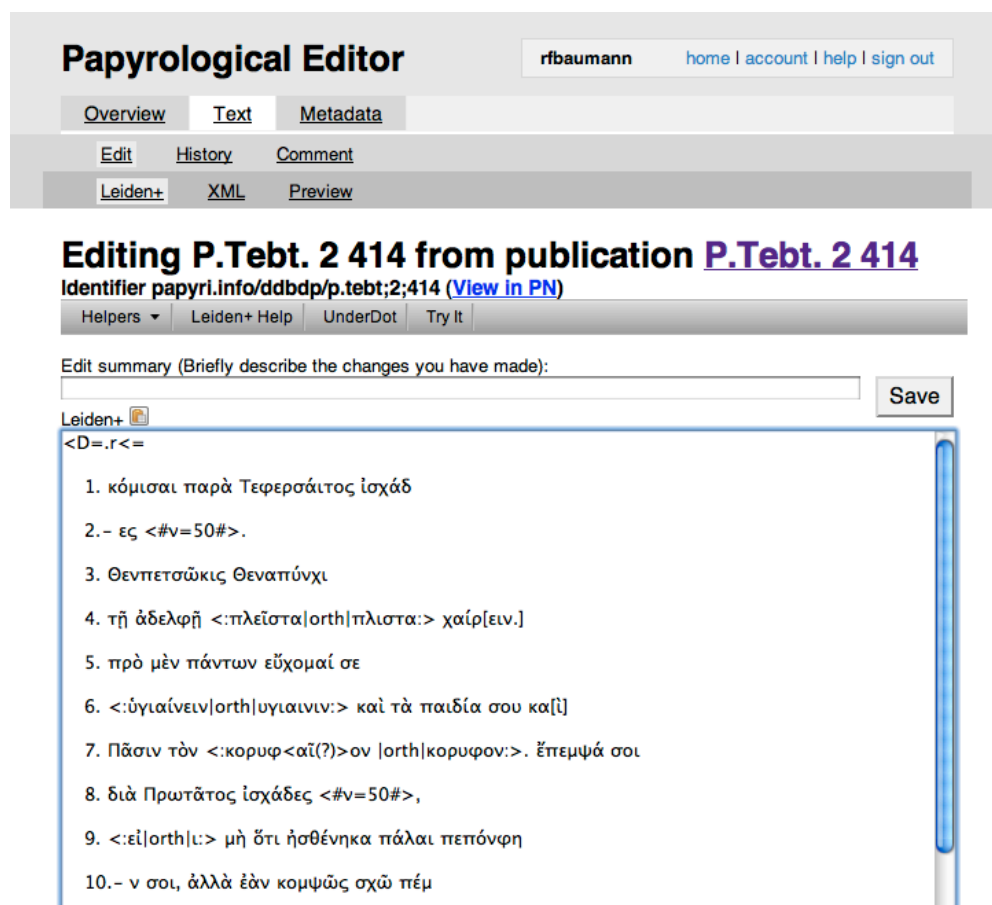 Papyrological Editor
rfbaumann home | account | help | sign out
Overview Text Metadata
Edit History Comment
Leiden+ XML Preview
Editing P.Tebt. 2 414 from publication P.Tebt. 2 414
Identifier papyri.info/ddbdp/p.tebt;2;414 (View in PN)
Helpers Leiden+ Help UnderDot Try It
Edit summary (Briefly describe the changes you have made):
Save
Leiden+
<D=.r<=
1. κόμισαι παρὰ Τεφερσάιτος ἰσχάδ
2.- ες <#ν=50#>.
3. Θενπετσῶκις Θεναπύνχι
4. τῇ ἀδελφῇ <:πλεῖστα|orth|πλιστα:> χαίρ[ειν.]
5. πρὸ μὲν πάντων εὔχομαί σε
6. <:ὑγιαίνειν|orth|υγιαινιν:> καὶ τὰ παιδία σου κα[ὶ]
7. Πᾶσιν τὸν <:κορυφ<αῖ(?)>ον |orth|κορυφον:>. ἔπεμψά σοι
8. διὰ Πρωτᾶτος ἰσχάδες <#ν=50#>,
9. <:εἰ|orth|ι:> μὴ ὅτι ἠσθένηκα πάλαι πεπόνφη
10.- ν σοι, ἀλλὰ ἐὰν κομψῶς σχῶ πέμ